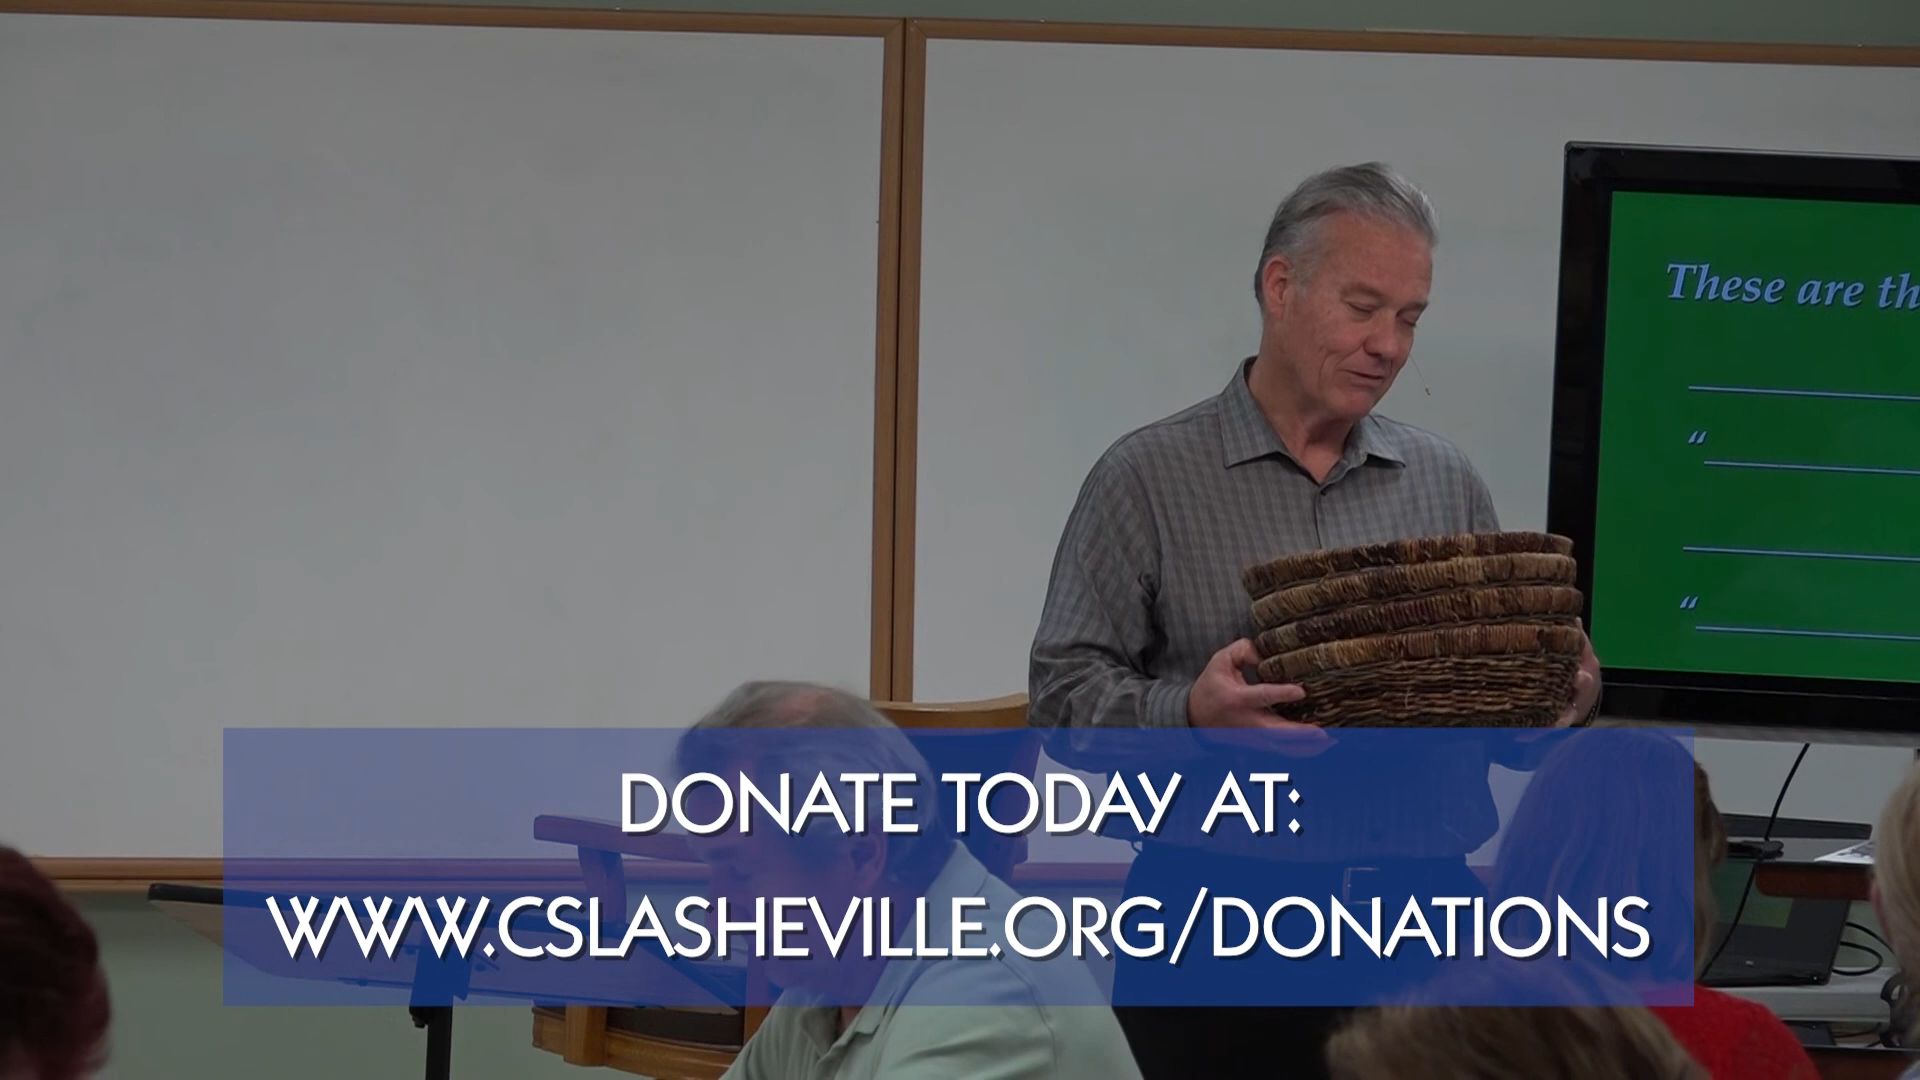 These are th
“
“
DONATE TODAY AT:
WWW.CSLASHEVILLE.ORG/DONATIONS